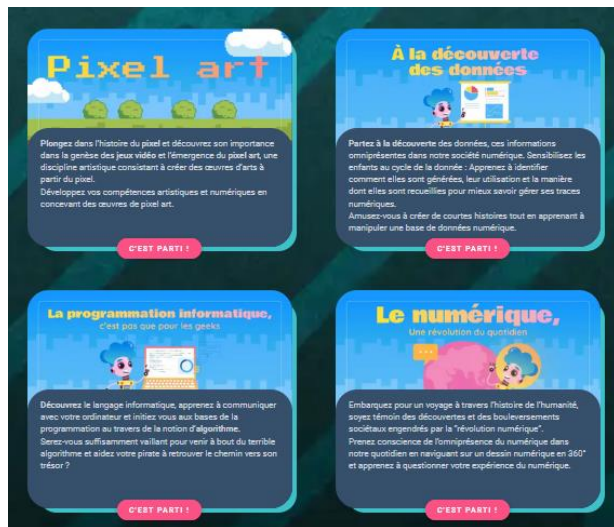 Pixel art
Plongez dans l'histoire du pixel et découvrez son importance
dans la genèse des jeux vidéo et l'émergence du pixel art, une
discipline artistique consistant à créer des œuvres d'arts à
partir du pixel.
Développez vos compétences artistiques et numériques en
concevant des œuvres de pixel art.
C'EST PARTI !
À la découverte
des données
Partez à la découverte des données, ces informations
omniprésentes dans notre société numérique. Sensibilisez les
enfants au cycle de la donnée : Apprenez à identifier
comment elles sont générées, leur utilisation et la manière
dont elles sont recueillies pour mieux savoir gérer ses traces
numériques.
Amusez-vous à créer de courtes histoires tout en apprenant à
manipuler une base de données numérique.
C'EST PARTI !
La programmation informatique,
c'est pas que pour les geeks
Découvrez le langage informatique, apprenez à communiquer
avec votre ordinateur et initiez vous aux bases de la
programmation au travers de la notion d'algorithme.
Serez-vous suffisamment vaillant pour venir à bout du terrible
algorithme et aidez votre pirate à retrouver le chemin vers son
trésor ?
C'EST PARTI !
Le numérique,
Une révolution du quotidien
Embarquez pour un voyage à travers l'histoire de l'humanité,
soyez témoin des découvertes et des bouleversements
sociétaux engendrés par la "révolution numérique".
Prenez conscience de l'omniprésence du numérique dans
notre quotidien en naviguant sur un dessin numérique en 360°
et apprenez à questionner votre expérience du numérique.
C'EST PARTI !